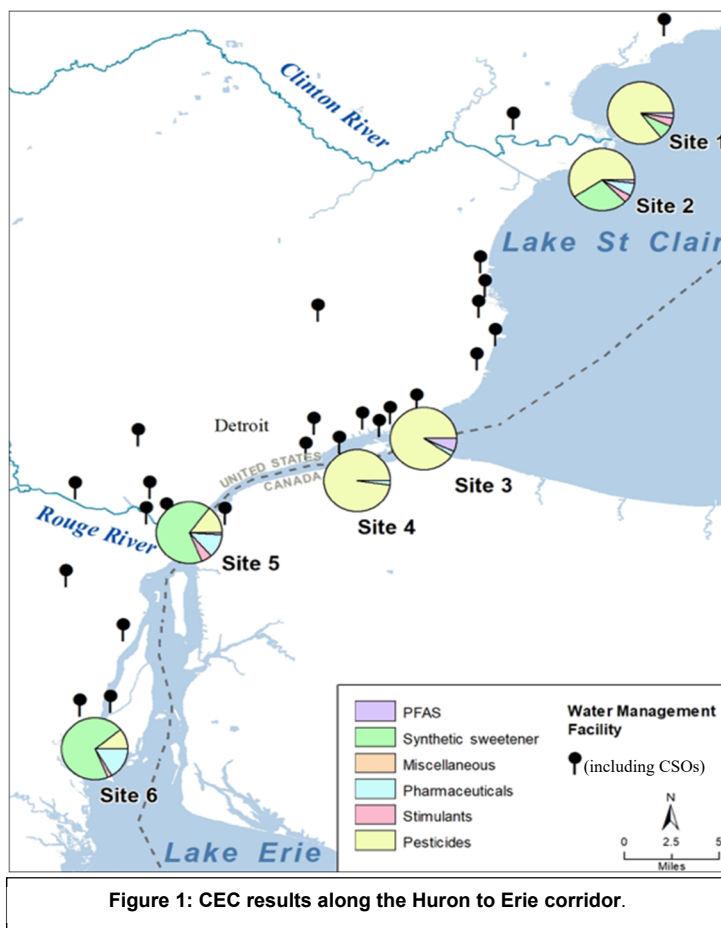 Clinton River
Site 1
Site 2
Lake St Clair
Detroit
UNITED STATES
CANADA
Site 3
Site 4
Rouge River
Site 5
Site 6
Lake Erie
PFAS
Synthetic sweetener
Miscellaneous
Pharmaceuticals
Stimulants
Pesticides
Water Management
Facility
(including CSOs)
N
0 2.5 5
Miles
Figure 1: CEC results along the Huron to Erie corridor.